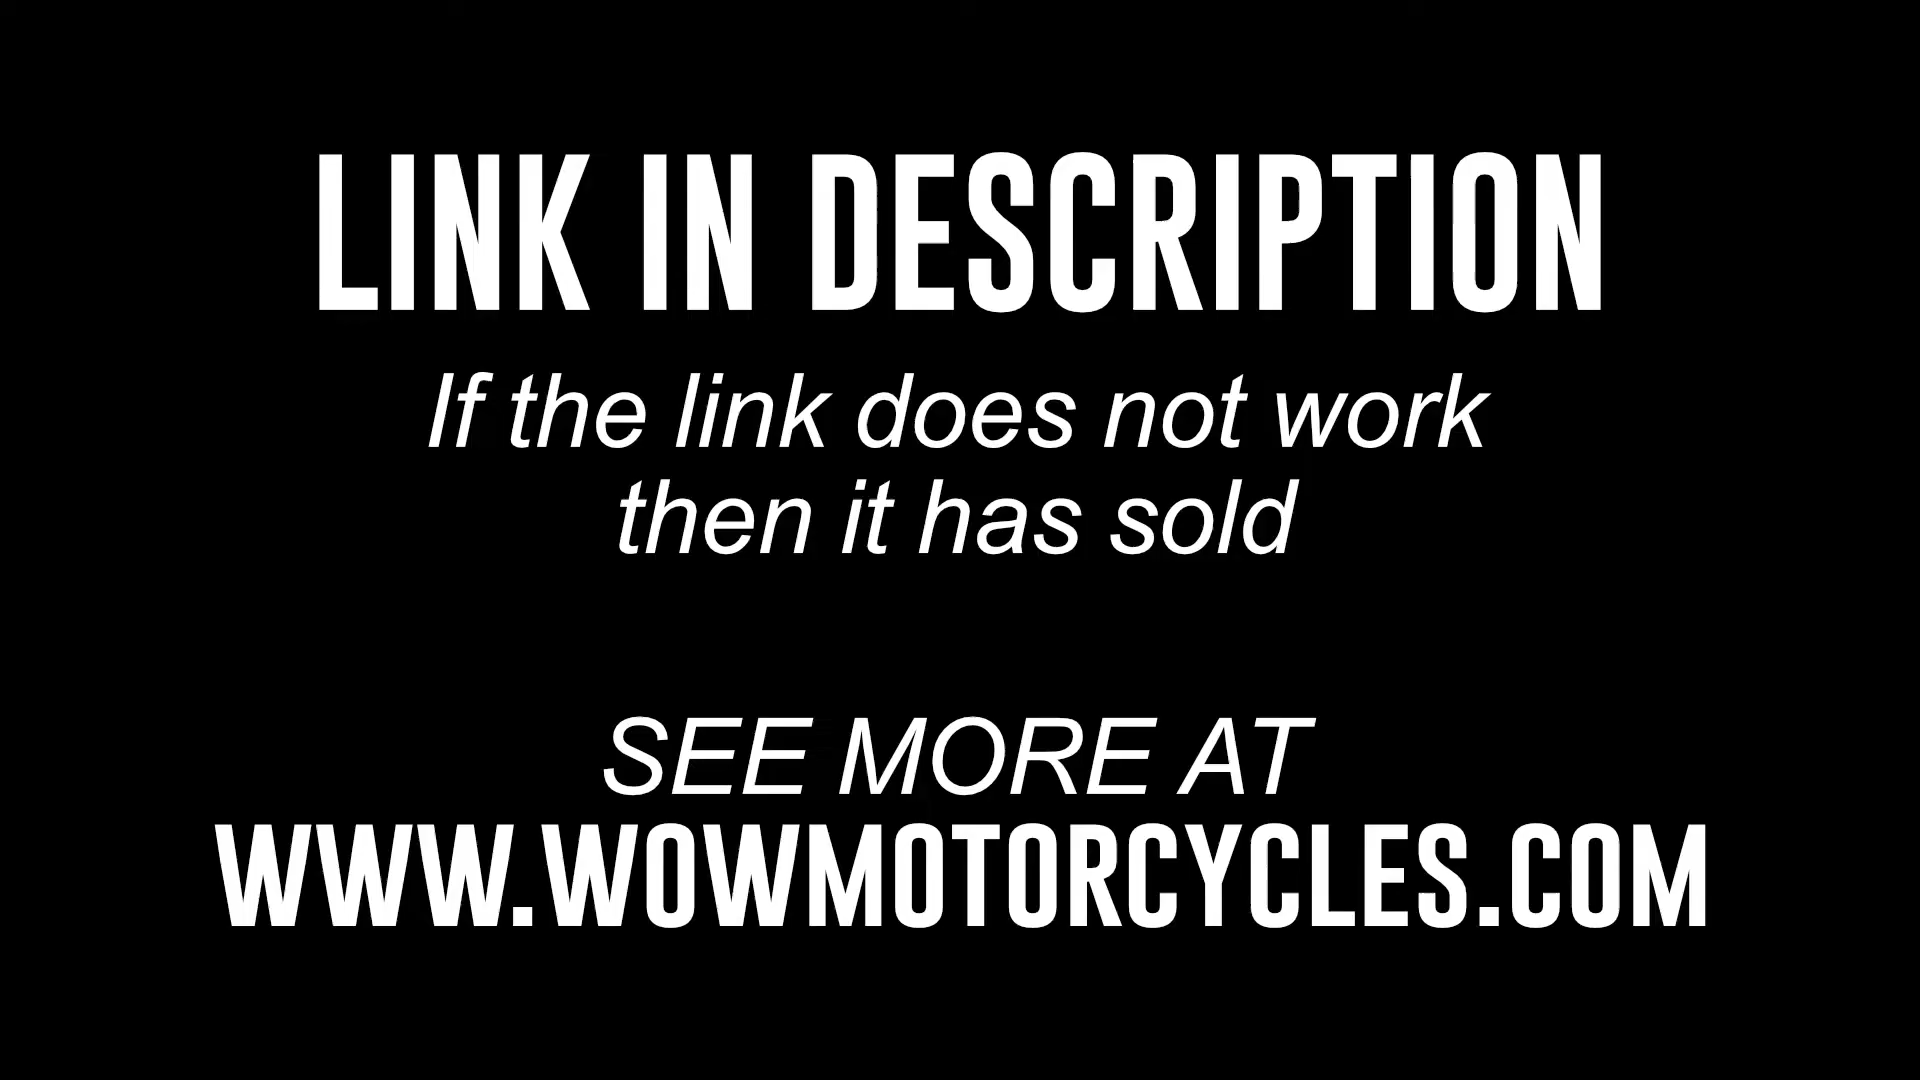 LINK IN DESCRIPTION
If the link does not work
then it has sold
SEE MORE AT
WWW.WOWMOTORCYCLES.COM